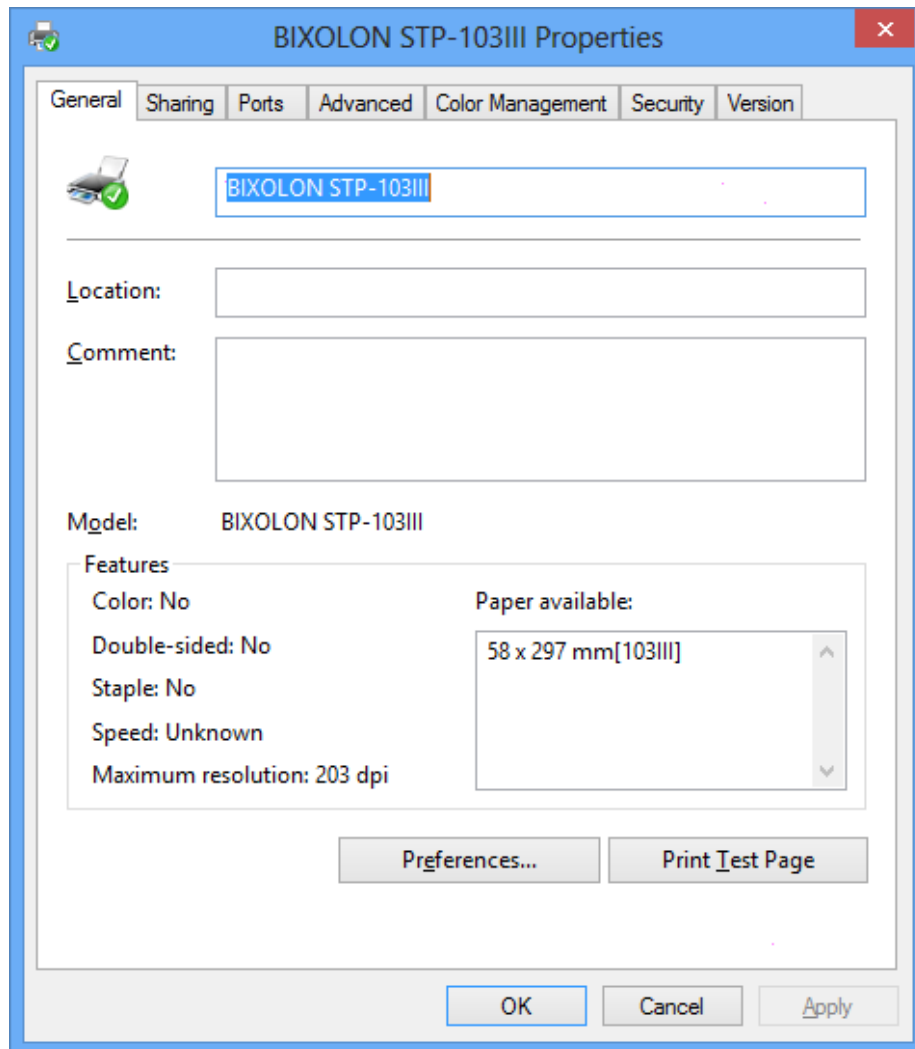 BIXOLON STP-103III Properties
General Sharing Ports Advanced Color Management Security Version
BIXOLON STP-103III
Location:
Comment:
Model: BIXOLON STP-103III
Features
Color: No
Double-sided: No
Staple: No
Speed: Unknown
Maximum resolution: 203 dpi
Paper available:
58 x 297 mm[103III]
Preferences... Print Test Page
OK Cancel Apply